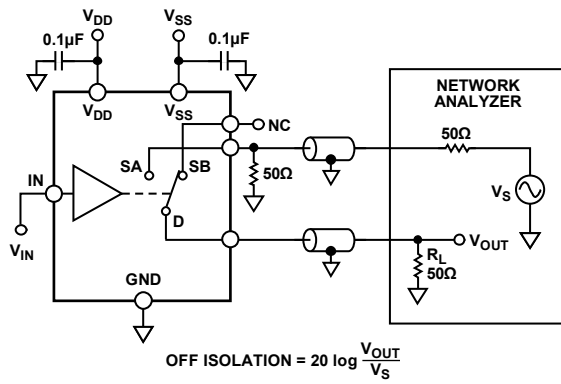 VDD
VSS
0.1µF
0.1µF
VDD
VSS
NC
NETWORK
ANALYZER
50Ω
SA
SB
50Ω
IN
VS
D
VOUT
VIN
RL
50Ω
GND
OFF ISOLATION = 20 log VOUT/VS